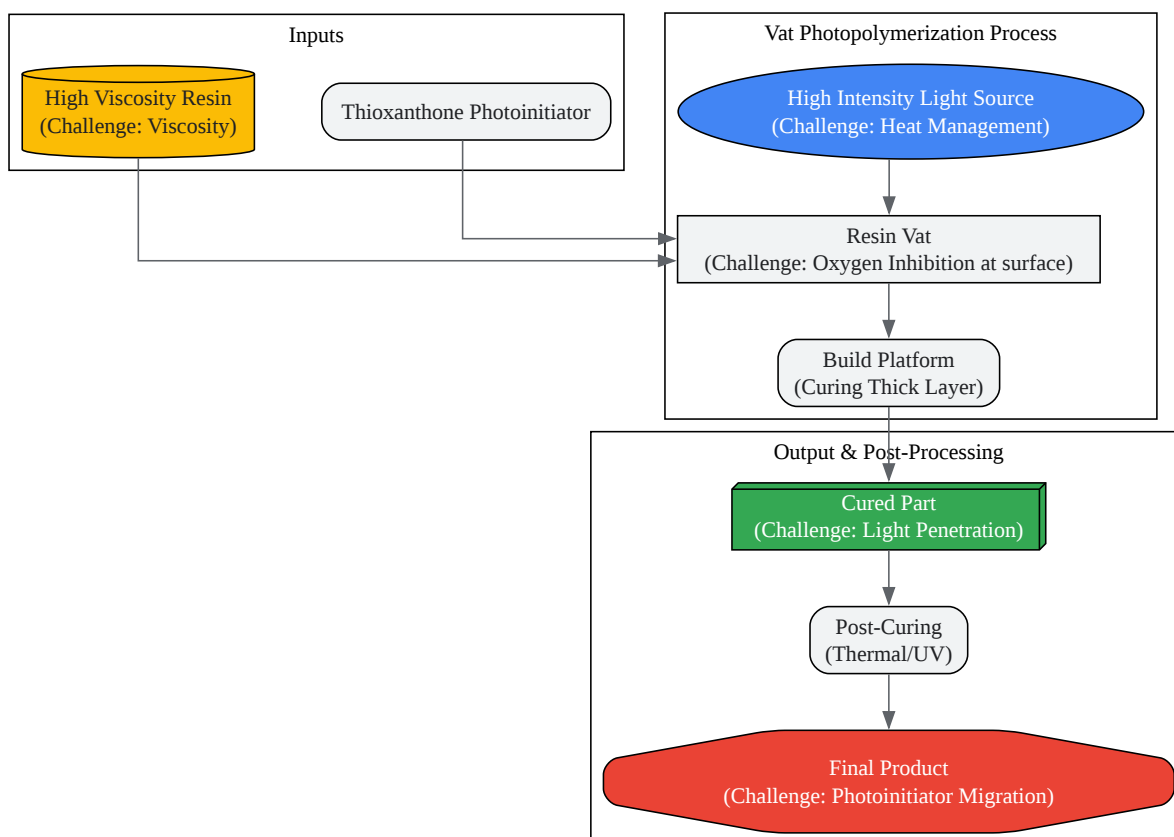 Inputs
High Viscosity Resin
(Challenge: Viscosity)
Thioxanthone Photoinitiator
Vat Photopolymerization Process
High Intensity Light Source
(Challenge: Heat Management)
Resin Vat
(Challenge: Oxygen Inhibition at surface)
Build Platform
(Curing Thick Layer)
Output & Post-Processing
Cured Part
(Challenge: Light Penetration)
Post-Curing
(Thermal/UV)
Final Product
(Challenge: Photoinitiator Migration)